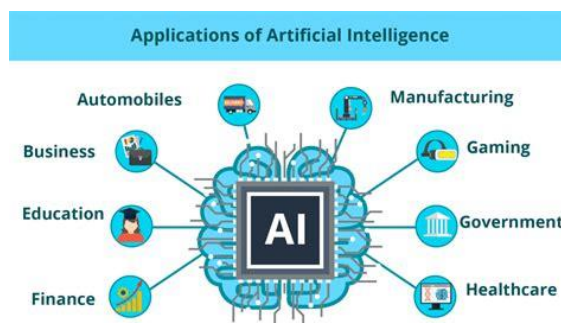 Applications of Artificial Intelligence
Automobiles
Manufacturing
Business
Gaming
Education
Government
AI
Finance
Healthcare